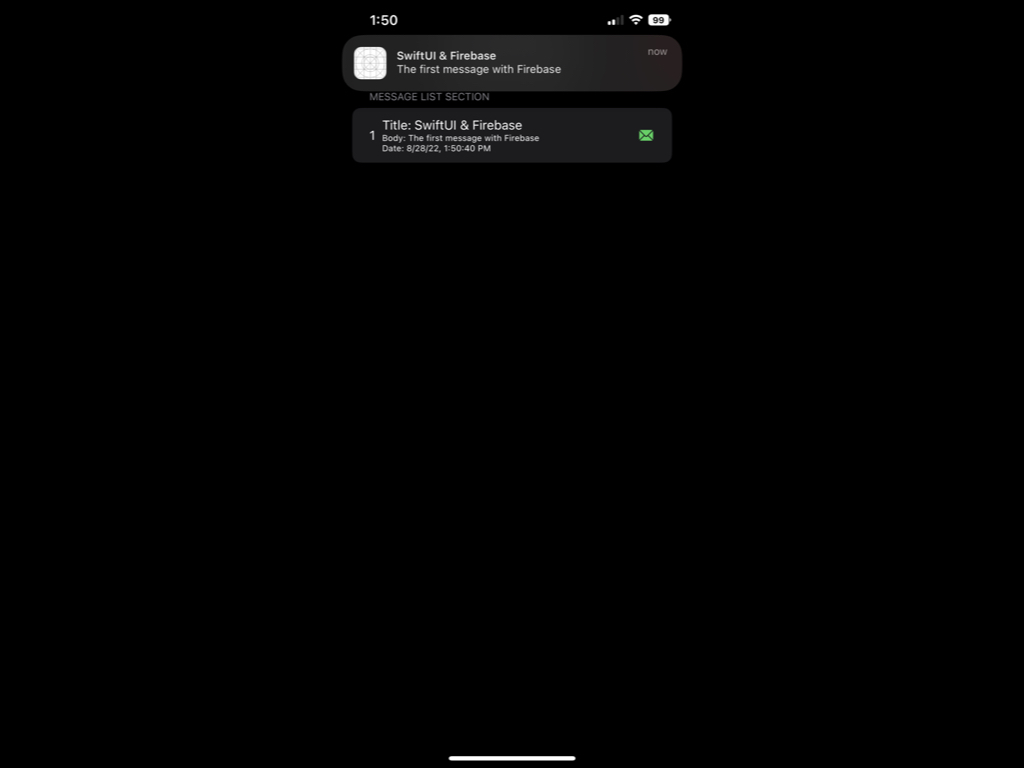 1:50
99
SwiftUI & Firebase
now
The first message with Firebase
MESSAGE LIST SECTION
1
Title: SwiftUI & Firebase
Body: The first message with Firebase
Date: 8/28/22, 1:50:40 PM